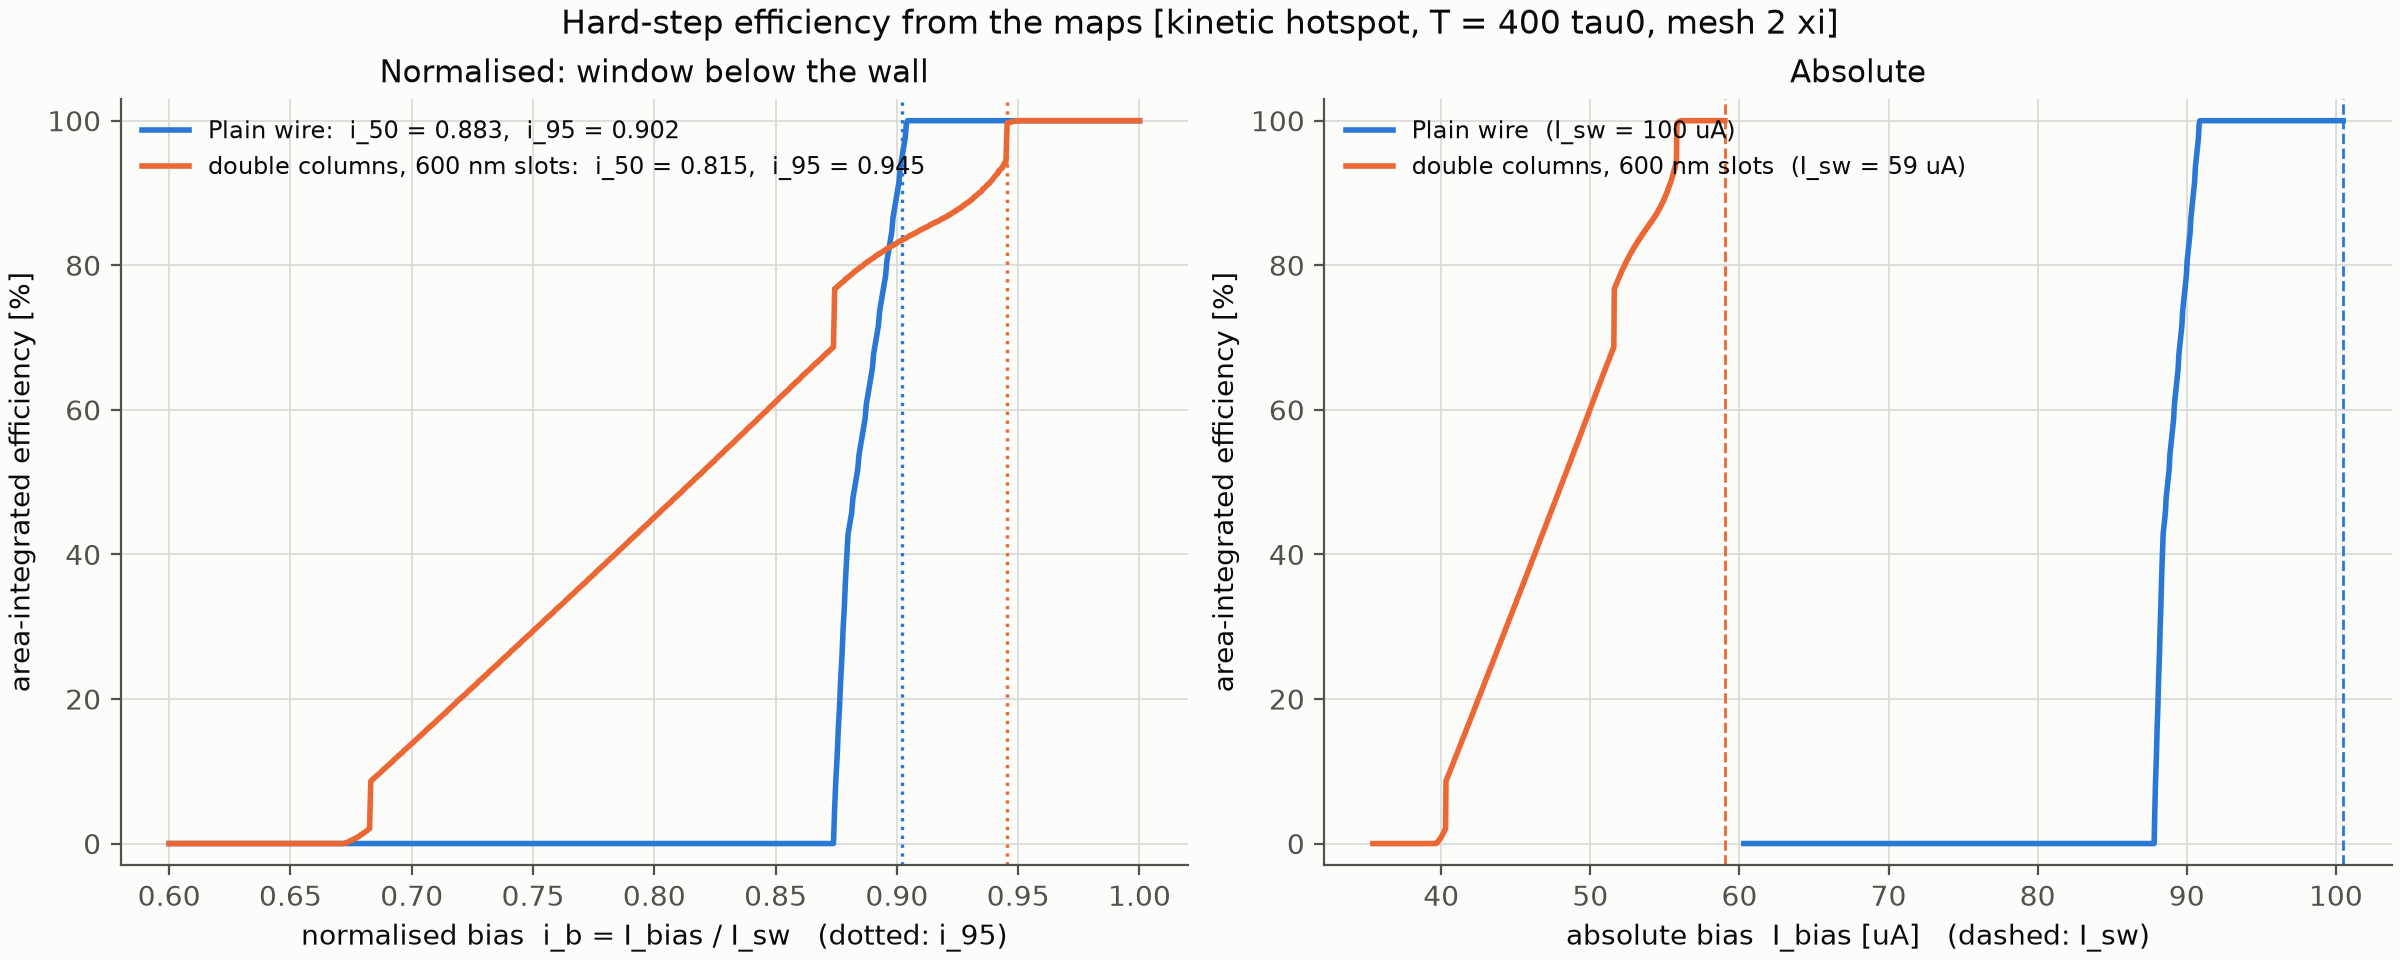 Hard-step efficiency from the maps [kinetic hotspot, T = 400 tau0, mesh 2 xi]
Normalised: window below the wall
Plain wire:  i_50 = 0.883,  i_95 = 0.902
double columns, 600 nm slots:  i_50 = 0.815,  i_95 = 0.945
area-integrated efficiency [%]
100
80
60
40
20
0
0.60 0.65 0.70 0.75 0.80 0.85 0.90 0.95 1.00
normalised bias  i_b = I_bias / I_sw   (dotted: i_95)
Absolute
Plain wire  (I_sw = 100 uA)
double columns, 600 nm slots  (I_sw = 59 uA)
area-integrated efficiency [%]
100
80
60
40
20
0
40 50 60 70 80 90 100
absolute bias  I_bias [uA]   (dashed: I_sw)